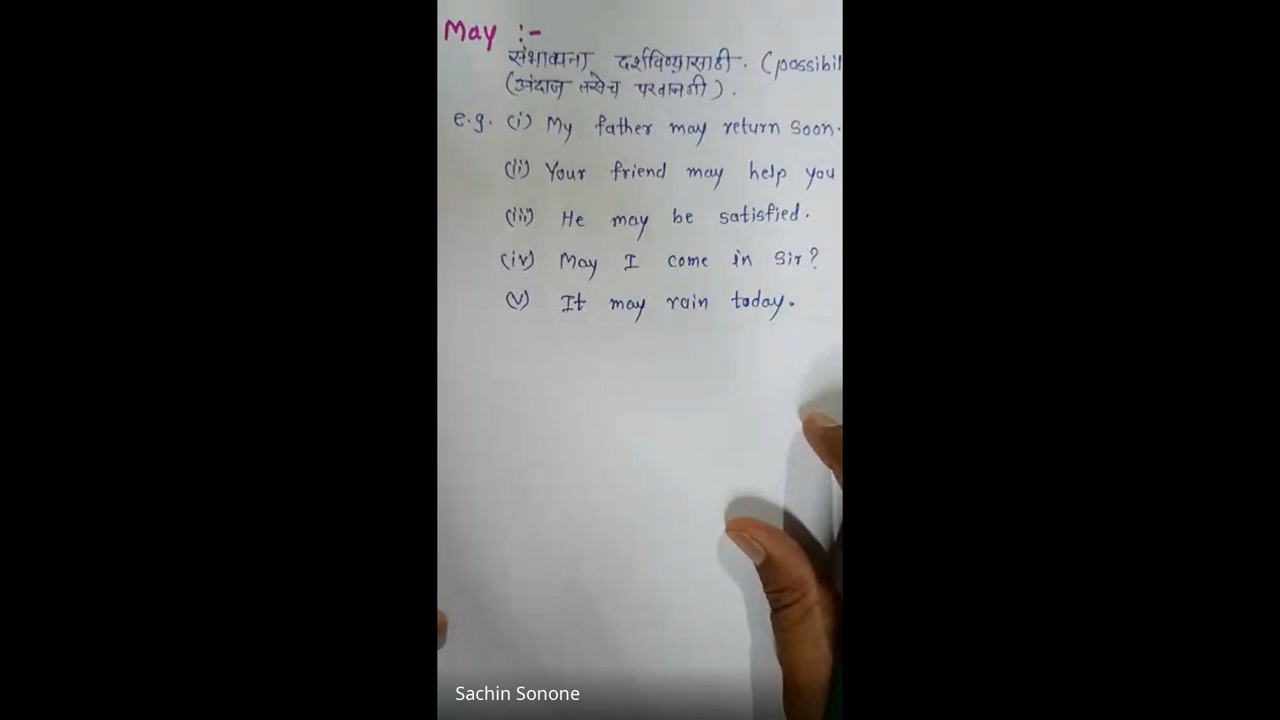 May :-
संभाव्यता दर्शविण्यासाठी. (possibil
(अंदाज तसेच परवानगी).
e.g. (i) My father may return soon.
(ii) Your friend may help you
(iii) He may be satisfied.
(iv) May I come in Sir?
(v) It may rain today.
Sachin Sonone